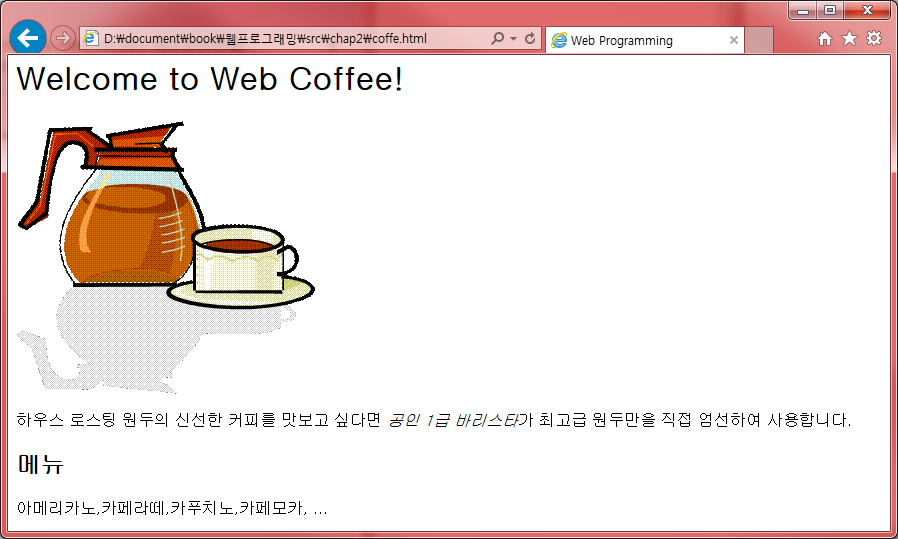 D:\document\book\웹프로그래밍\src\chap2\coffe.html
Web Programming
Welcome to Web Coffee!
하우스 로스팅 원두의 신선한 커피를 맛보고 싶다면 공인 1급 바리스타가 최고급 원두만을 직접 엄선하여 사용합니다.
메뉴
아메리카노,카페라떼,카푸치노,카페모카, ...